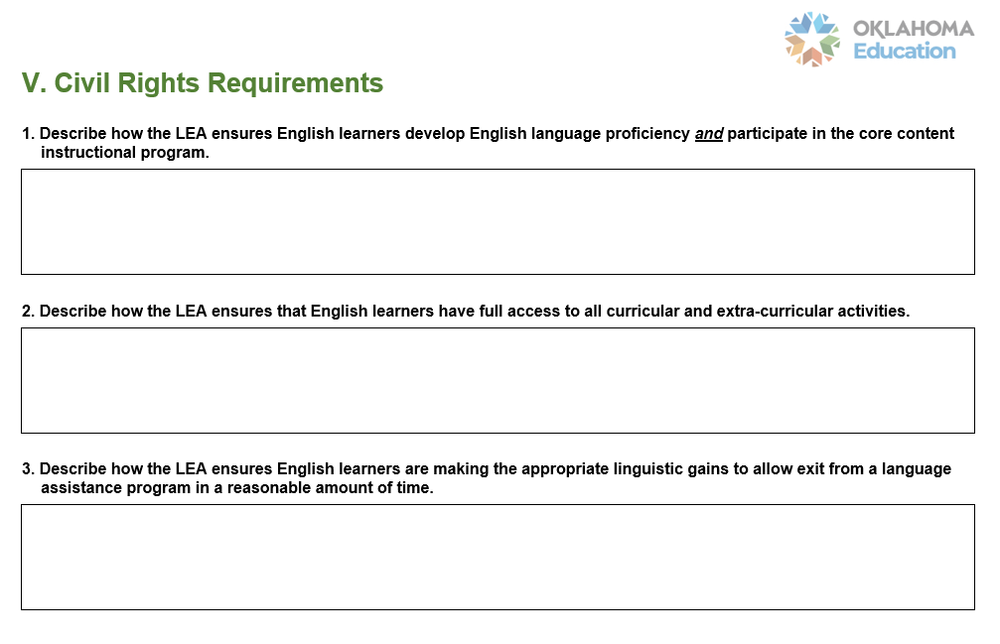 OKLAHOMA
Education
V. Civil Rights Requirements
1. Describe how the LEA ensures English learners develop English language proficiency and participate in the core content
instructional program.
2. Describe how the LEA ensures that English learners have full access to all curricular and extra-curricular activities.
3. Describe how the LEA ensures English learners are making the appropriate linguistic gains to allow exit from a language
assistance program in a reasonable amount of time.